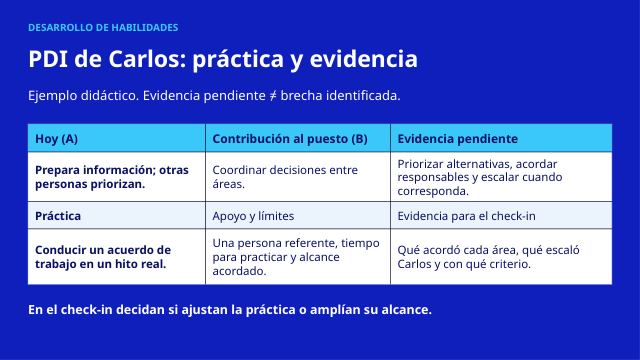 DESARROLLO DE HABILIDADES
PDI de Carlos: práctica y evidencia
Ejemplo didáctico. Evidencia pendiente ≠ brecha identificada.
Hoy (A)
Contribución al puesto (B)
Evidencia pendiente
Prepara información; otras
personas priorizan.
Coordinar decisiones entre
áreas.
Priorizar alternativas, acordar
responsables y escalar cuando
corresponda.
Práctica
Apoyo y límites
Evidencia para el check-in
Conducir un acuerdo de
trabajo en un hito real.
Una persona referente, tiempo
para practicar y alcance
acordado.
Qué acordó cada área, qué escaló
Carlos y con qué criterio.
En el check-in decidan si ajustan la práctica o amplían su alcance.